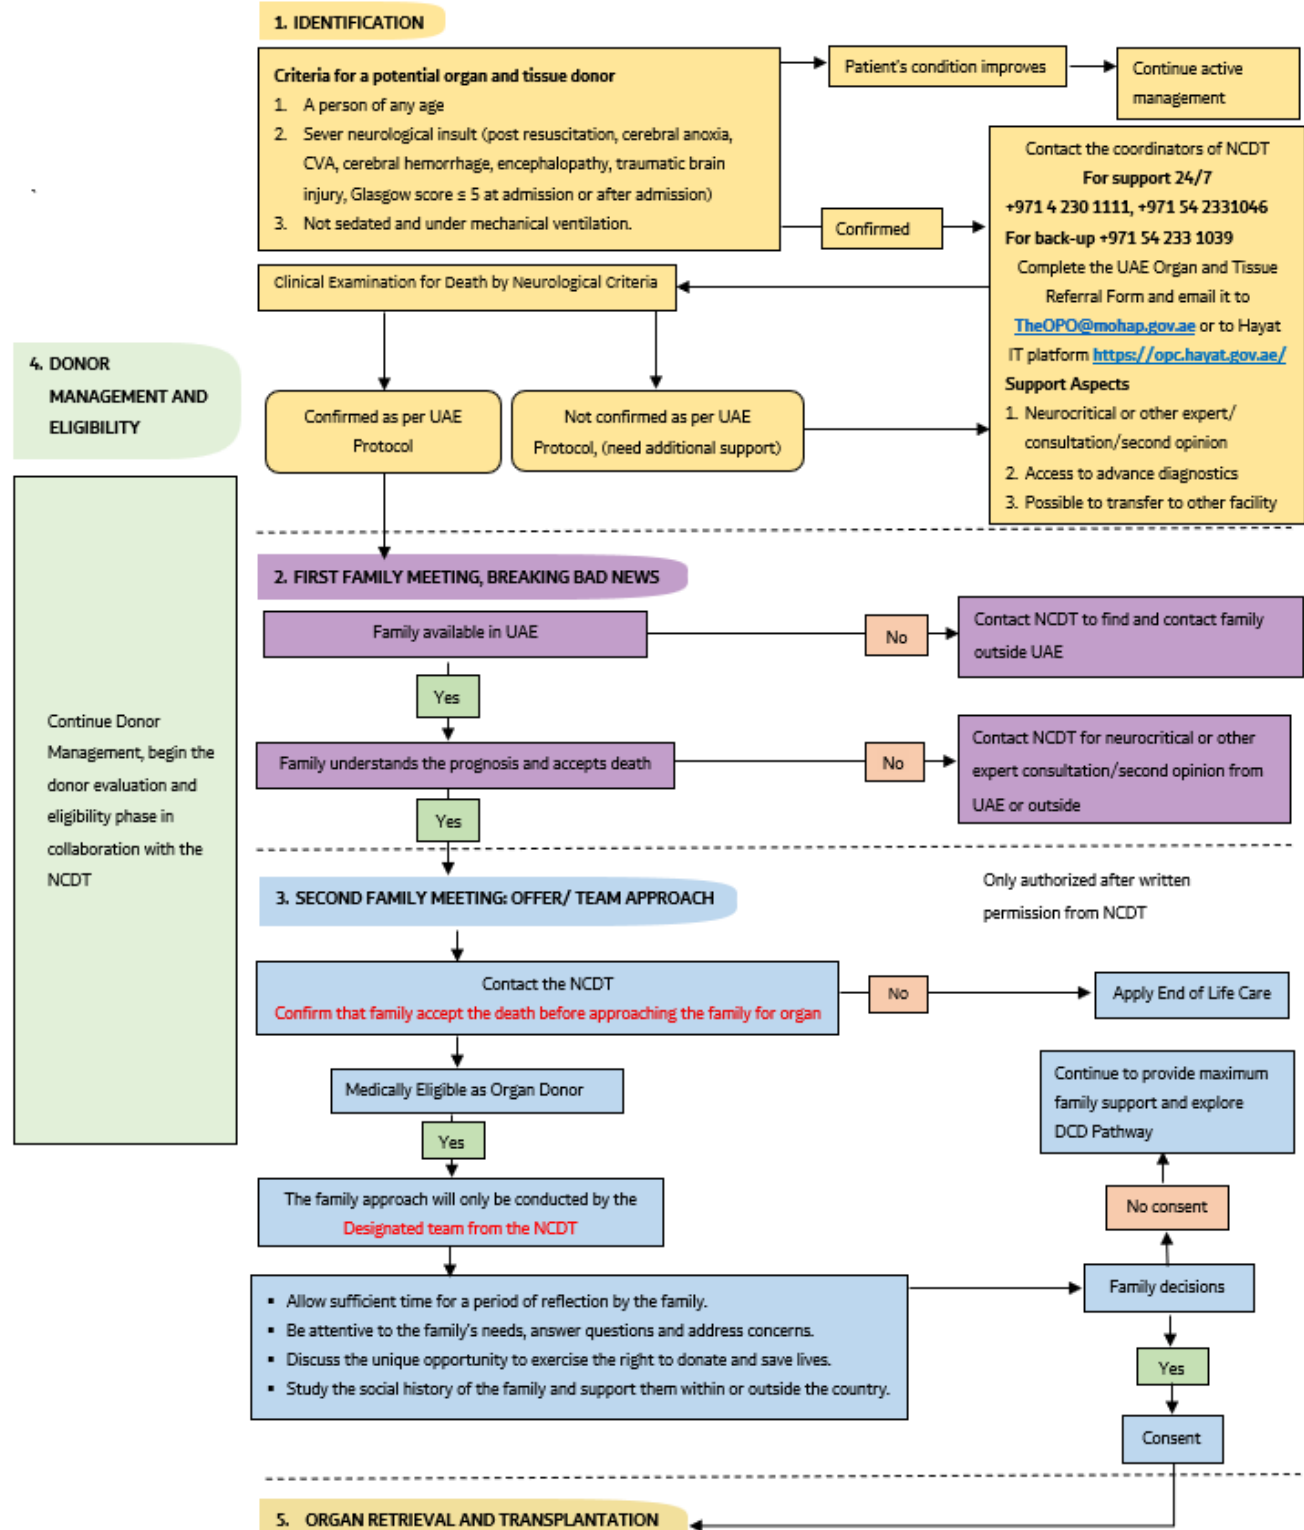 1. IDENTIFICATION
Criteria for a potential organ and tissue donor
1. A person of any age
2. Sever neurological insult (post resuscitation, cerebral anoxia,
CVA, cerebral hemorrhage, encephalopathy, traumatic brain
injury, Glasgow score ≤ 5 at admission or after admission)
3. Not sedated and under mechanical ventilation.
Patient's condition improves
Continue active
management
Confirmed
Contact the coordinators of NCDT
For support 24/7
+971 4 230 1111, +971 54 2331046
For back-up +971 54 233 1039
Complete the UAE Organ and Tissue
Referral Form and email it to
TheOPO@mohap.gov.ae or to Hayat
IT platform https://opc.hayat.gov.ae/
Support Aspects
1. Neurocritical or other expert/
consultation/second opinion
2. Access to advance diagnostics
3. Possible to transfer to other facility
Clinical Examination for Death by Neurological Criteria
Confirmed as per UAE
Protocol
Not confirmed as per UAE
Protocol, (need additional support)
4. DONOR
MANAGEMENT AND
ELIGIBILITY
Continue Donor
Management, begin the
donor evaluation and
eligibility phase in
collaboration with the
NCDT
2. FIRST FAMILY MEETING, BREAKING BAD NEWS
Family available in UAE
No
Contact NCDT to find and contact family
outside UAE
Yes
Family understands the prognosis and accepts death
No
Contact NCDT for neurocritical or other
expert consultation/second opinion from
UAE or outside
Yes
3. SECOND FAMILY MEETING: OFFER/ TEAM APPROACH
Only authorized after written
permission from NCDT
Contact the NCDT
Confirm that family accept the death before approaching the family for organ
No
Apply End of Life Care
Medically Eligible as Organ Donor
Yes
The family approach will only be conducted by the
Designated team from the NCDT
▪ Allow sufficient time for a period of reflection by the family.
▪ Be attentive to the family's needs, answer questions and address concerns.
▪ Discuss the unique opportunity to exercise the right to donate and save lives.
▪ Study the social history of the family and support them within or outside the country.
Continue to provide maximum
family support and explore
DCD Pathway
No consent
Family decisions
Yes
Consent
5. ORGAN RETRIEVAL AND TRANSPLANTATION